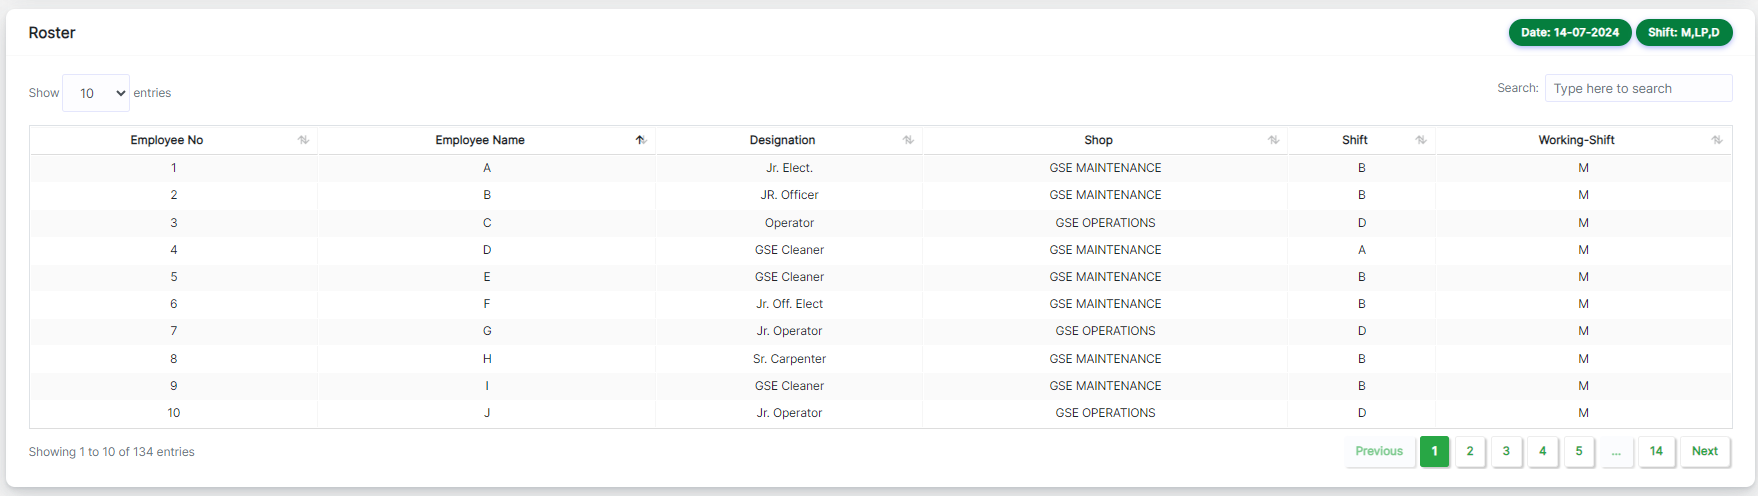 Roster
Date: 14-07-2024 Shift: M,LP,D
Show 10 entries
Search: Type here to search
Employee No Employee Name Designation Shop Shift Working-Shift
1 A Jr. Elect. GSE MAINTENANCE B M
2 B JR. Officer GSE MAINTENANCE B M
3 C Operator GSE OPERATIONS D M
4 D GSE Cleaner GSE MAINTENANCE A M
5 E GSE Cleaner GSE MAINTENANCE B M
6 F Jr. Off. Elect GSE MAINTENANCE B M
7 G Jr. Operator GSE OPERATIONS D M
8 H Sr. Carpenter GSE MAINTENANCE B M
9 I GSE Cleaner GSE MAINTENANCE B M
10 J Jr. Operator GSE OPERATIONS D M
Showing 1 to 10 of 134 entries
Previous 1 2 3 4 5 ... 14 Next